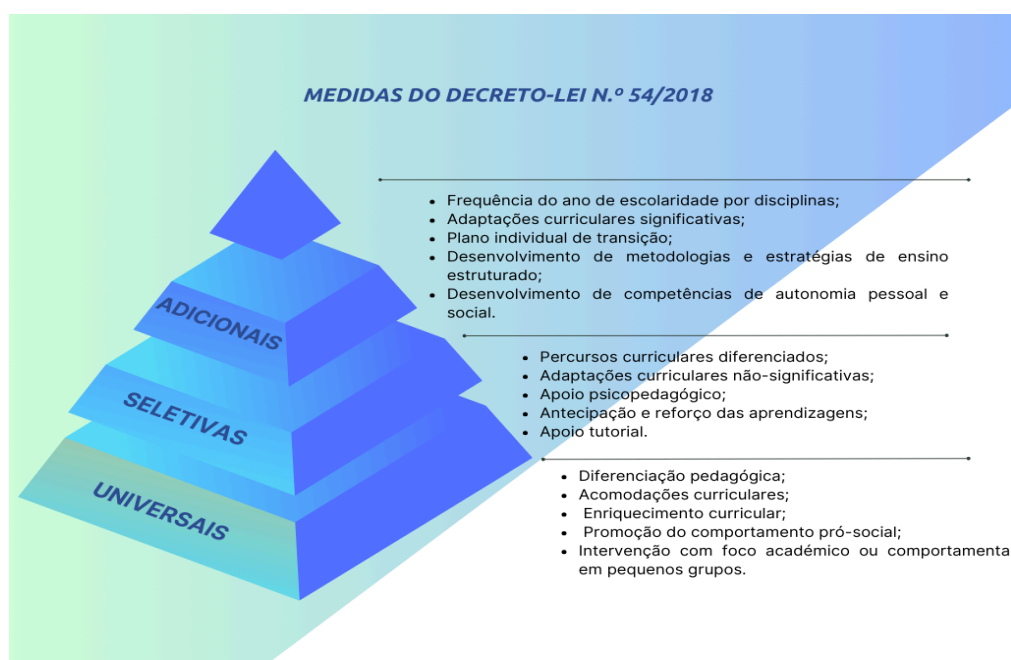 MEDIDAS DO DECRETO-LEI N.º 54/2018
• Frequência do ano de escolaridade por disciplinas;
• Adaptações curriculares significativas;
• Plano individual de transição;
• Desenvolvimento de metodologias e estratégias de ensino
estruturado;
• Desenvolvimento de competências de autonomia pessoal e
social.
ADICIONAIS
• Percursos curriculares diferenciados;
• Adaptações curriculares não-significativas;
• Apoio psicopedagógico;
• Antecipação e reforço das aprendizagens;
• Apoio tutorial.
SELETIVAS
• Diferenciação pedagógica;
• Acomodações curriculares;
• Enriquecimento curricular;
• Promoção do comportamento pró-social;
• Intervenção com foco académico ou comportamenta
em pequenos grupos.
UNIVERSAIS